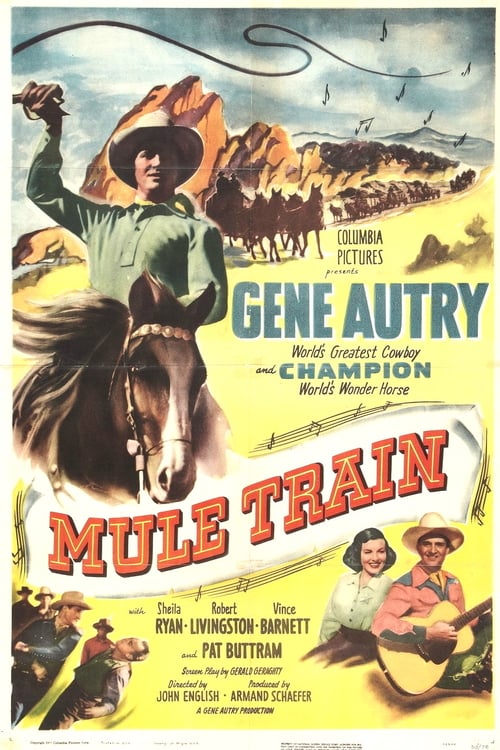 COLUMBIA
PICTURES
presents
GENE AUTRY
World's Greatest Cowboy
and CHAMPION
World's Wonder Horse
MULE TRAIN
with Sheila RYAN · Robert LIVINGSTON · Vince BARNETT
and PAT BUTTRAM
Screen Play by GERALD GERAGHTY
Directed by JOHN ENGLISH · Produced by ARMAND SCHAEFER
A GENE AUTRY PRODUCTION